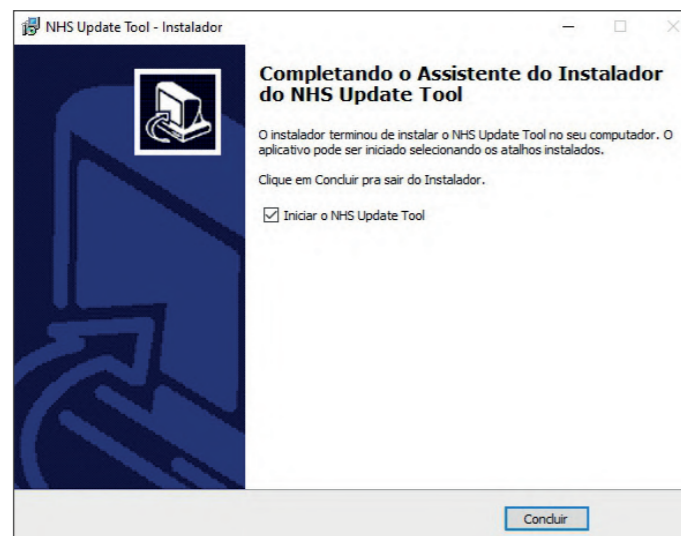 NHS Update Tool - Instalador
Completando o Assistente do Instalador
do NHS Update Tool
O instalador terminou de instalar o NHS Update Tool no seu computador. O
aplicativo pode ser iniciado selecionando os atalhos instalados.
Clique em Concluir pra sair do Instalador.
Iniciar o NHS Update Tool
Concluir